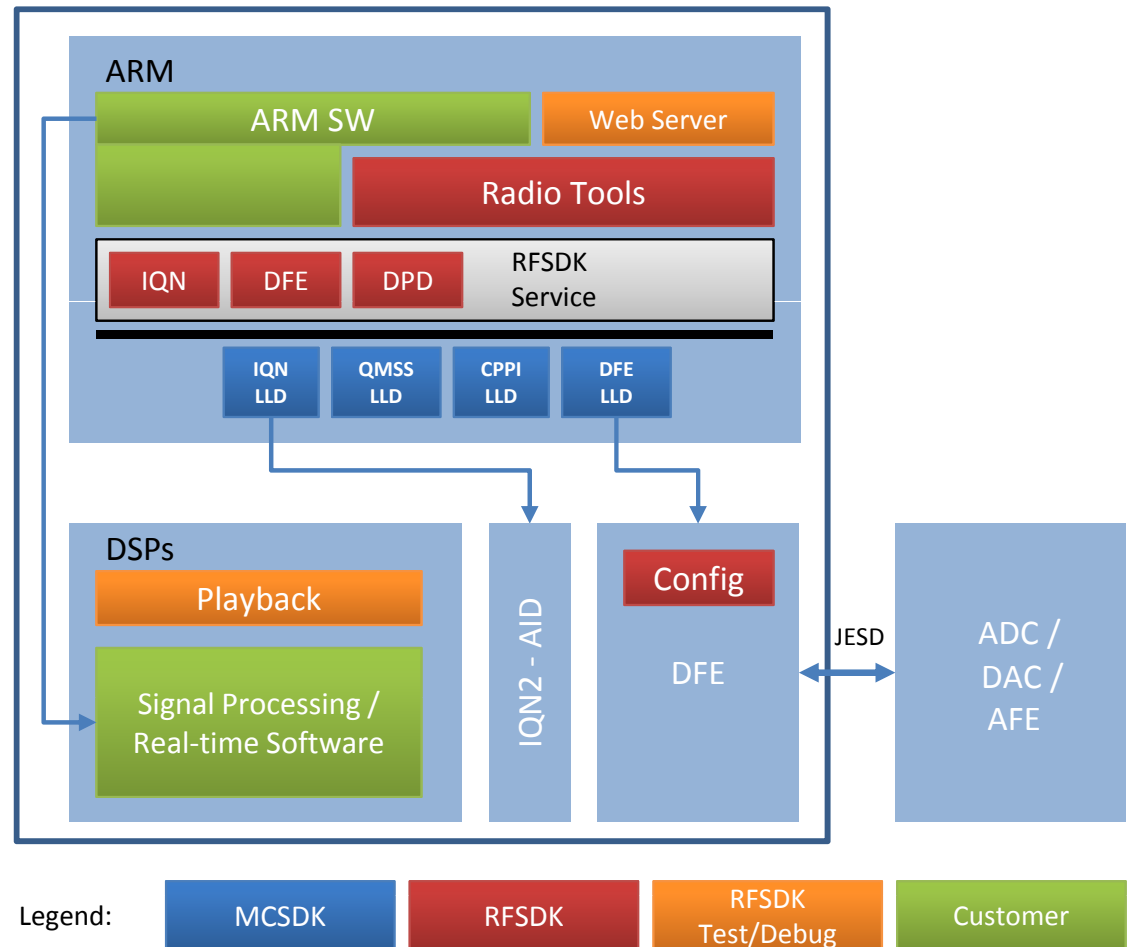 ARM
ARM SW
Web Server
Radio Tools
IQN
DFE
DPD
RFSDK
Service
IQN
LLD
QMSS
LLD
CPPI
LLD
DFE
LLD
DSPs
Playback
Signal Processing /
Real-time Software
IQN2 - AID
Config
DFE
JESD
ADC /
DAC /
AFE
Legend:
MCSDK
RFSDK
RFSDK
Test/Debug
Customer